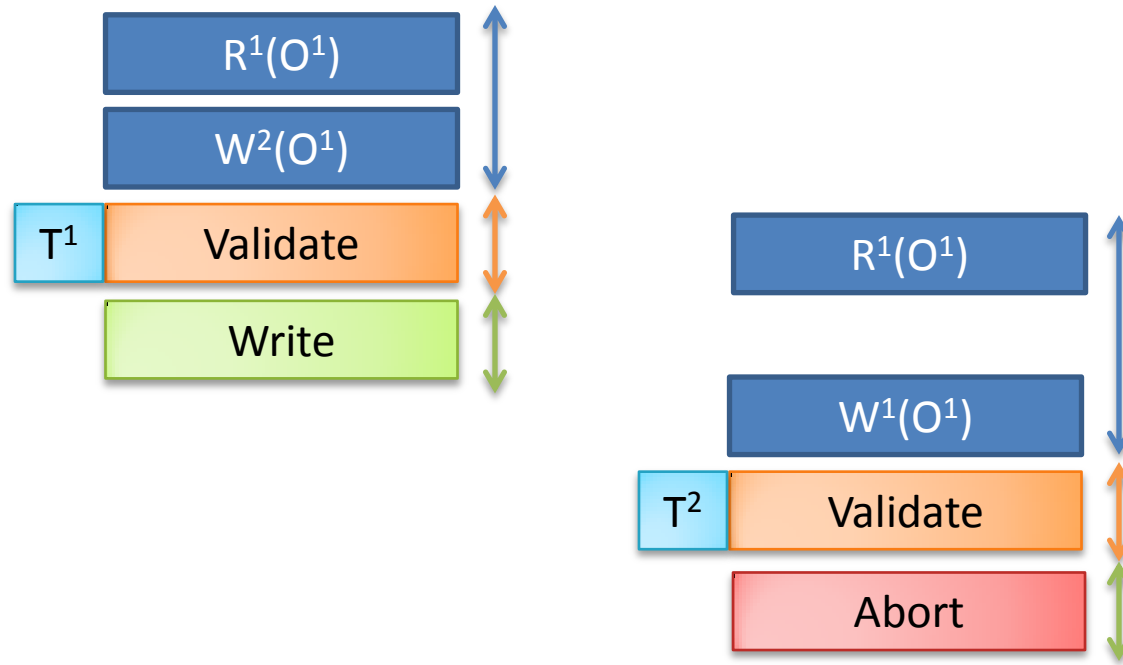 R¹(O¹)
W²(O¹)
T¹ Validate
Write
R¹(O¹)
W¹(O¹)
T² Validate
Abort